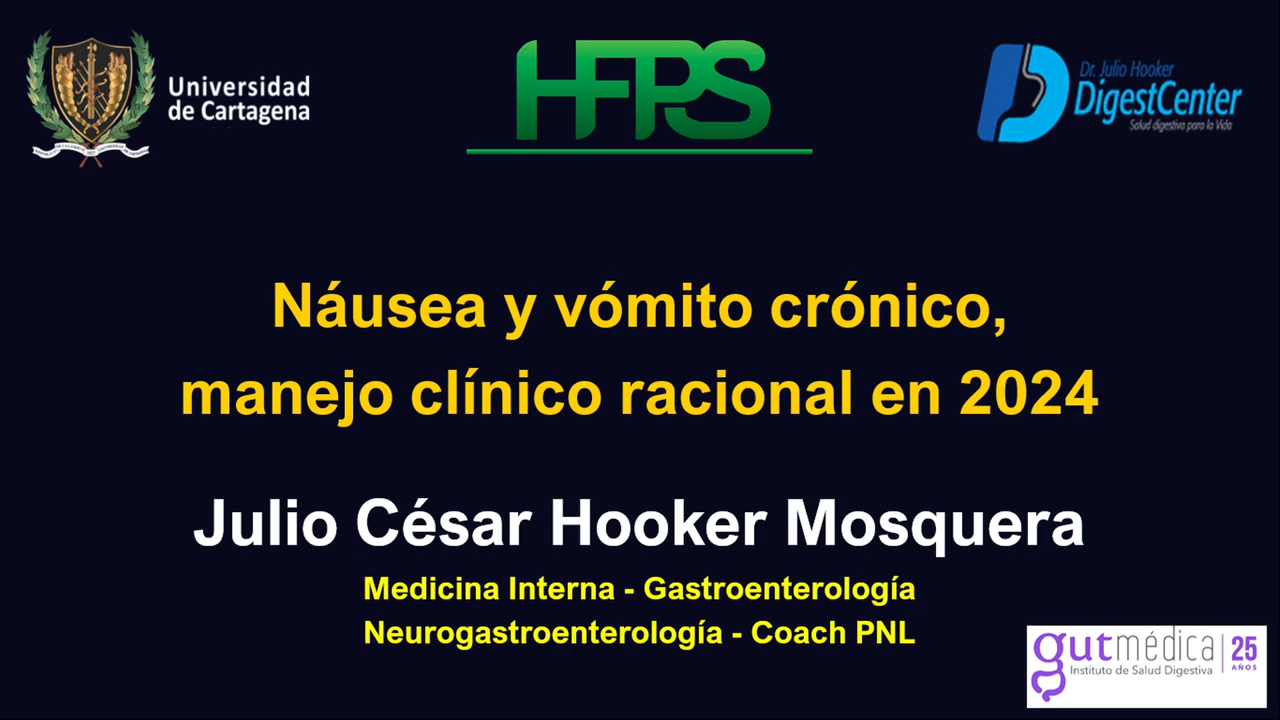 Universidad
de Cartagena
HFPS
Dr. Julio Hooker
DigestCenter
Salud digestiva para la Vida
Náusea y vómito crónico,
manejo clínico racional en 2024
Julio César Hooker Mosquera
Medicina Interna - Gastroenterología
Neurogastroenterología - Coach PNL
gutmédica
Instituto de Salud Digestiva
25
AÑOS